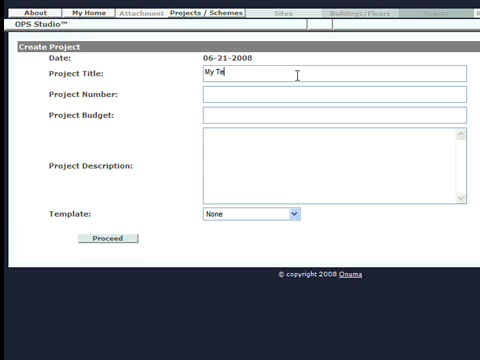 About My Home Attachment Projects / Schemes Sites Buildings/Floors Spaces R
OPS Studio™
Create Project
Date: 06-21-2008
Project Title: My Te
Project Number:
Project Budget:
Project Description:
Template: None
Proceed
© copyright 2008 Onuma